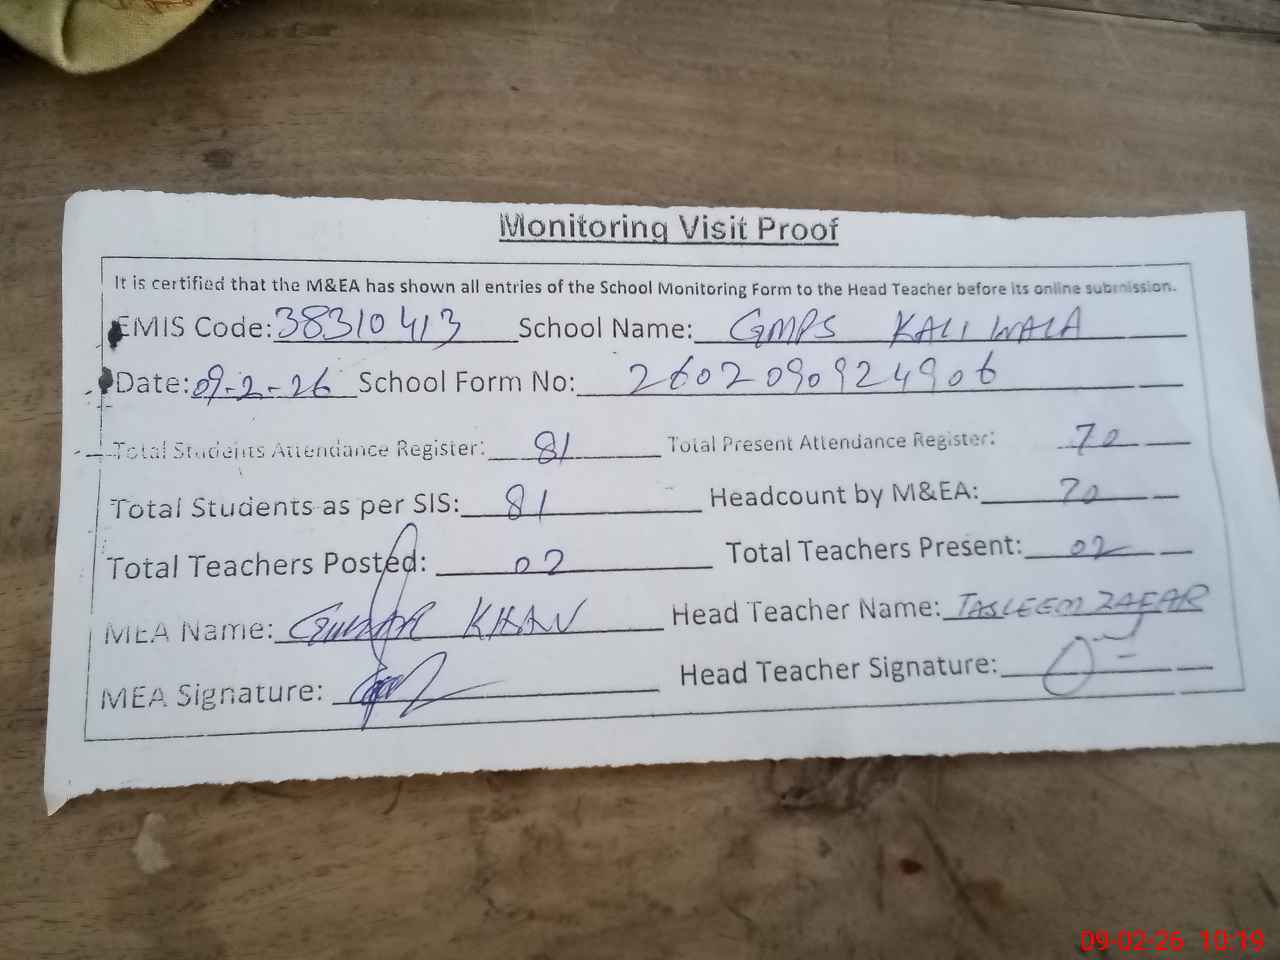 Monitoring Visit Proof
It is certified that the M&EA has shown all entries of the School Monitoring Form to the Head Teacher before its online submission.
EMIS Code: 38310413 School Name: GMPS KALI WALA
Date: 09-2-26 School Form No: 2602090924906
Total Students Attendance Register: 81 Total Present Attendance Register: 70
Total Students as per SIS: 81 Headcount by M&EA: 70
Total Teachers Posted: 02 Total Teachers Present: 02
MEA Name: KHAN Head Teacher Name: TASLEEM ZAFAR
MEA Signature: Head Teacher Signature:
09-02-26 10:19